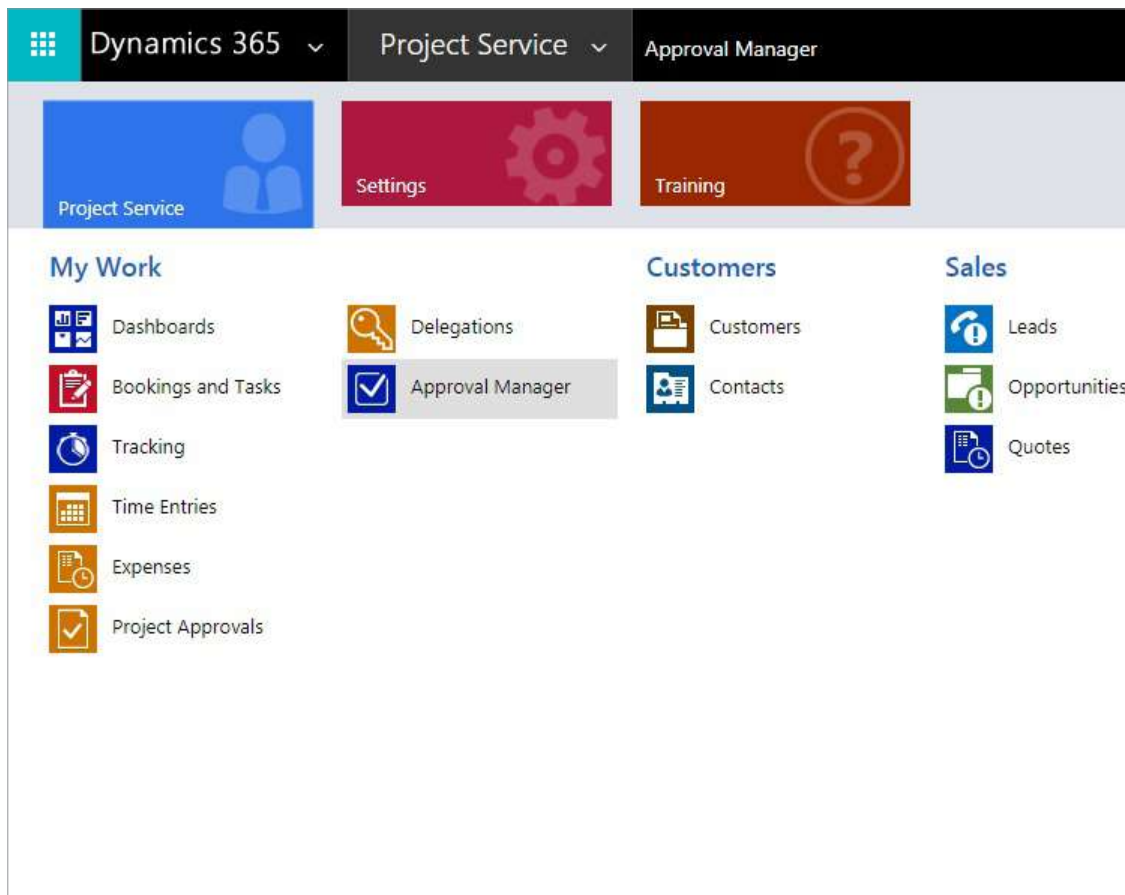 Dynamics 365
Project Service
Approval Manager
Project Service
Settings
Training
My Work
Dashboards
Bookings and Tasks
Tracking
Time Entries
Expenses
Project Approvals
Delegations
Approval Manager
Customers
Customers
Contacts
Sales
Leads
Opportunities
Quotes